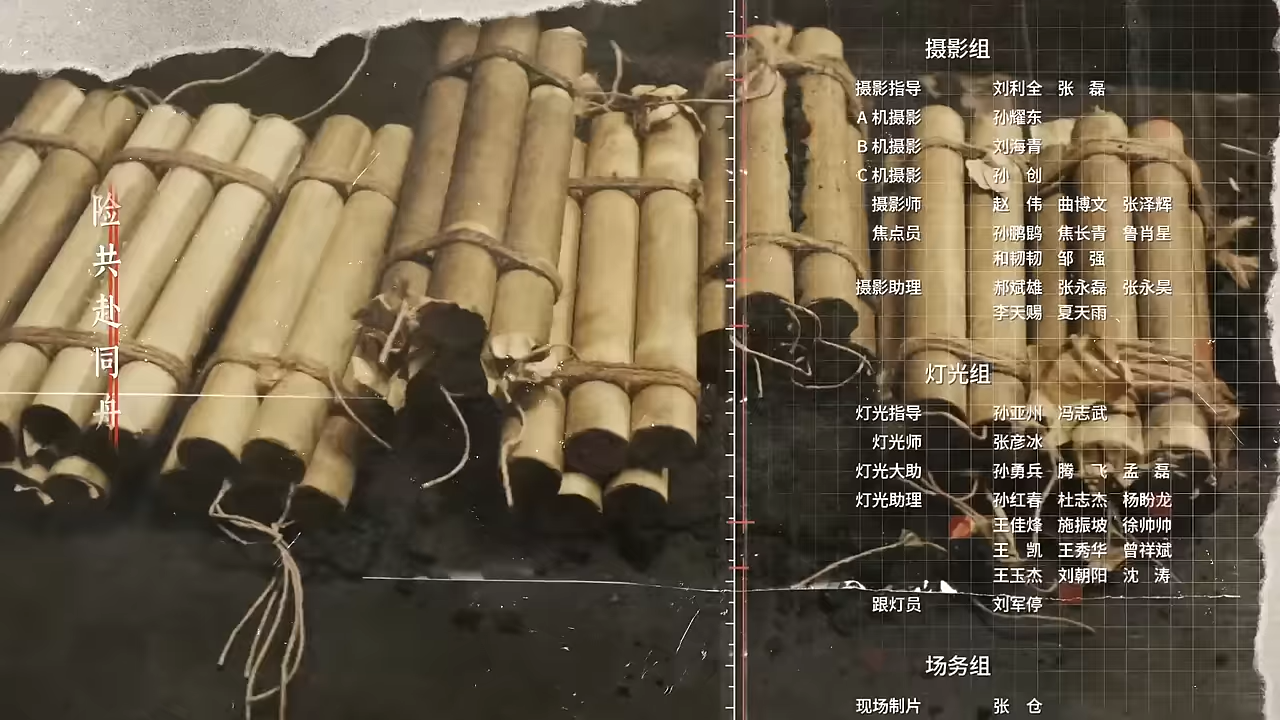 险共赴同舟
摄影组
摄影指导 刘利全 张 磊
A 机摄影 孙耀东
B 机摄影 刘海青
C 机摄影 孙 创
摄影师 赵 伟 曲博文 张泽辉
焦点员 孙鹏鹍 焦长青 鲁肖星
和韧韧 邹 强
摄影助理 郝斌雄 张永磊 张永昊
李天赐 夏天雨
灯光组
灯光指导 孙亚州 冯志武
灯光师 张彦冰
灯光大助 孙勇兵 腾 飞 孟 磊
灯光助理 孙红春 杜志杰 杨盼龙
王佳烽 施振坡 徐帅帅
王 凯 王秀华 曾祥斌
王玉杰 刘朝阳 沈 涛
跟灯员 刘军停
场务组
现场制片 张 仓